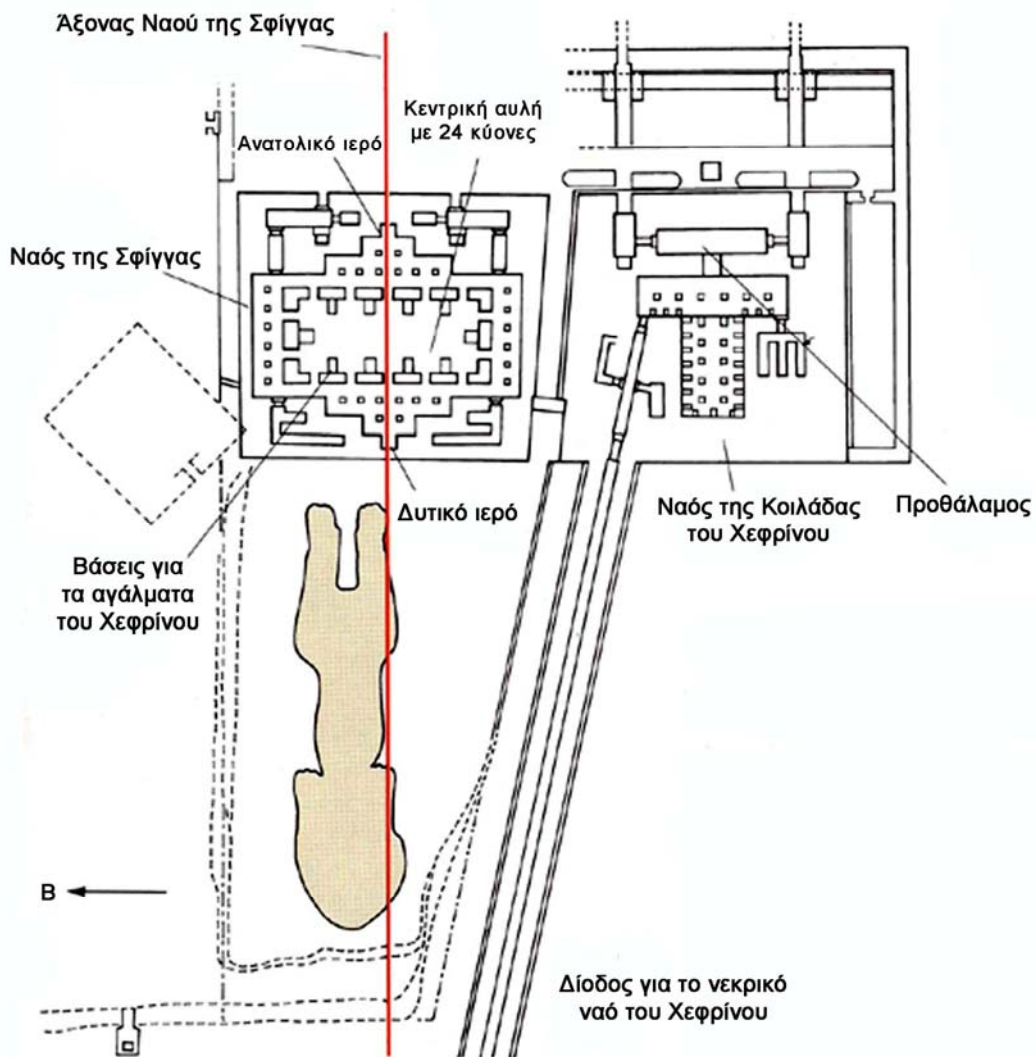 Άξονας Ναού της Σφίγγας
Κεντρική αυλή
με 24 κύονες
Ανατολικό ιερό
Ναός της Σφίγγας
Δυτικό ιερό
Ναός της Κοιλάδας
του Χεφρίνου
Προθάλαμος
Βάσεις για
τα αγάλματα
του Χεφρίνου
Β
Δίοδος για το νεκρικό
ναό του Χεφρίνου